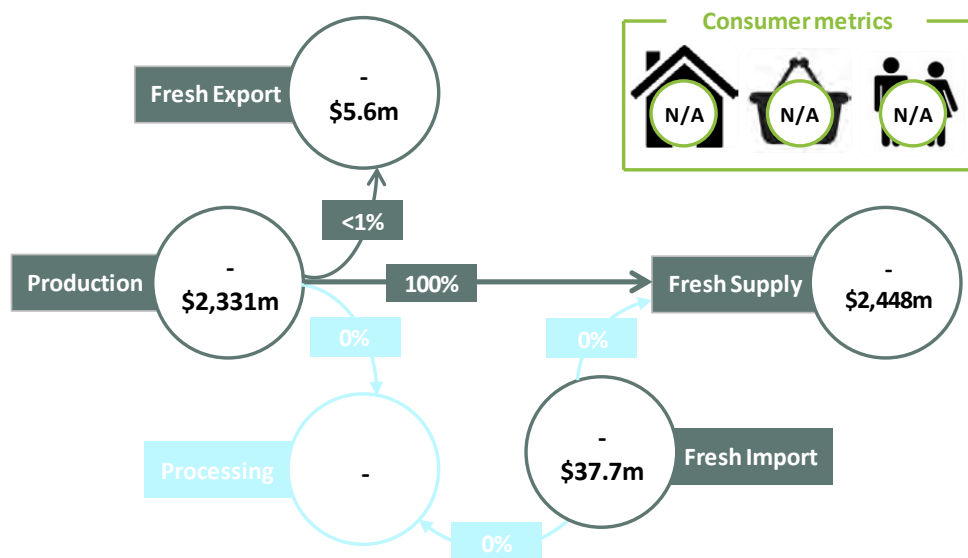 Consumer metrics
N/A
N/A
N/A
Fresh Export
-
$5.6m
<1%
Production
-
$2,331m
100%
Fresh Supply
-
$2,448m
0%
0%
Processing
-
-
$37.7m
Fresh Import
0%